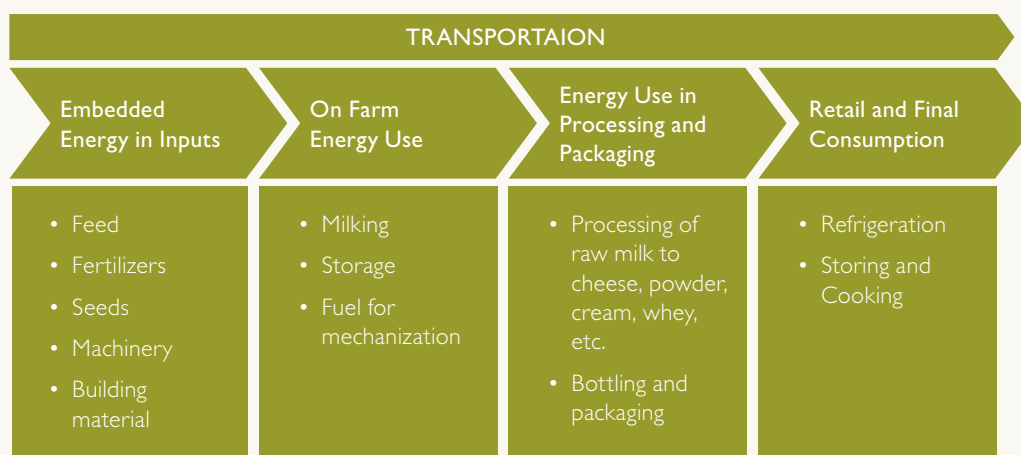 TRANSPORTAION
Embedded
Energy in Inputs
• Feed
• Fertilizers
• Seeds
• Machinery
• Building
material
On Farm
Energy Use
• Milking
• Storage
• Fuel for
mechanization
Energy Use in
Processing and
Packaging
• Processing of
raw milk to
cheese, powder,
cream, whey,
etc.
• Bottling and
packaging
Retail and Final
Consumption
• Refrigeration
• Storing and
Cooking